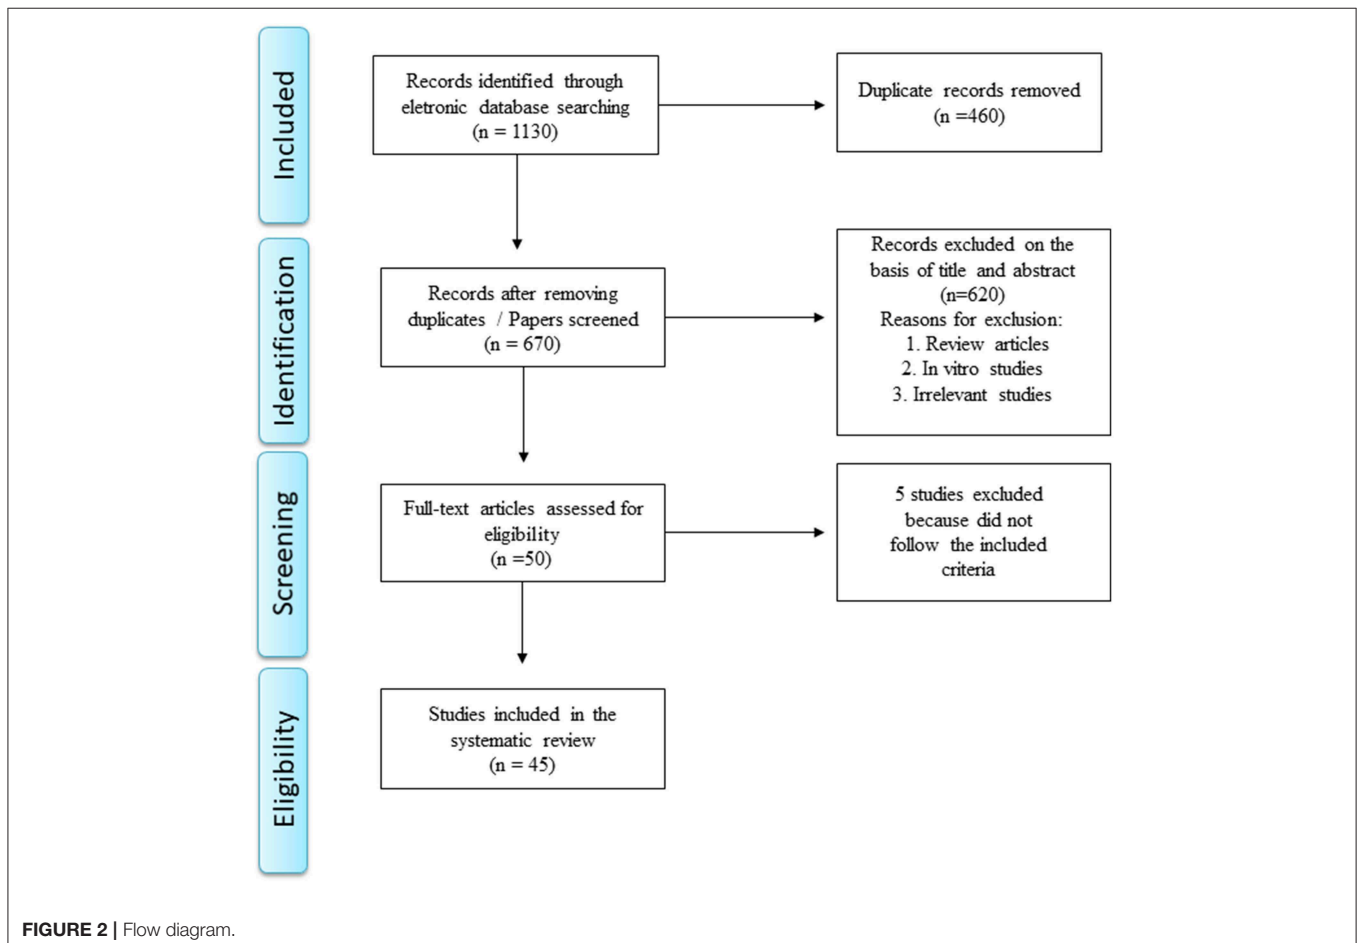 Included
Records identified through
eletronic database searching
(n = 1130)
Duplicate records removed
(n =460)
Identification
Records after removing
duplicates / Papers screened
(n = 670)
Records excluded on the
basis of title and abstract
(n=620)
Reasons for exclusion:
1. Review articles
2. In vitro studies
3. Irrelevant studies
Screening
Full-text articles assessed for
eligibility
(n =50)
5 studies excluded
because did not
follow the included
criteria
Eligibility
Studies included in the
systematic review
(n = 45)
FIGURE 2 | Flow diagram.